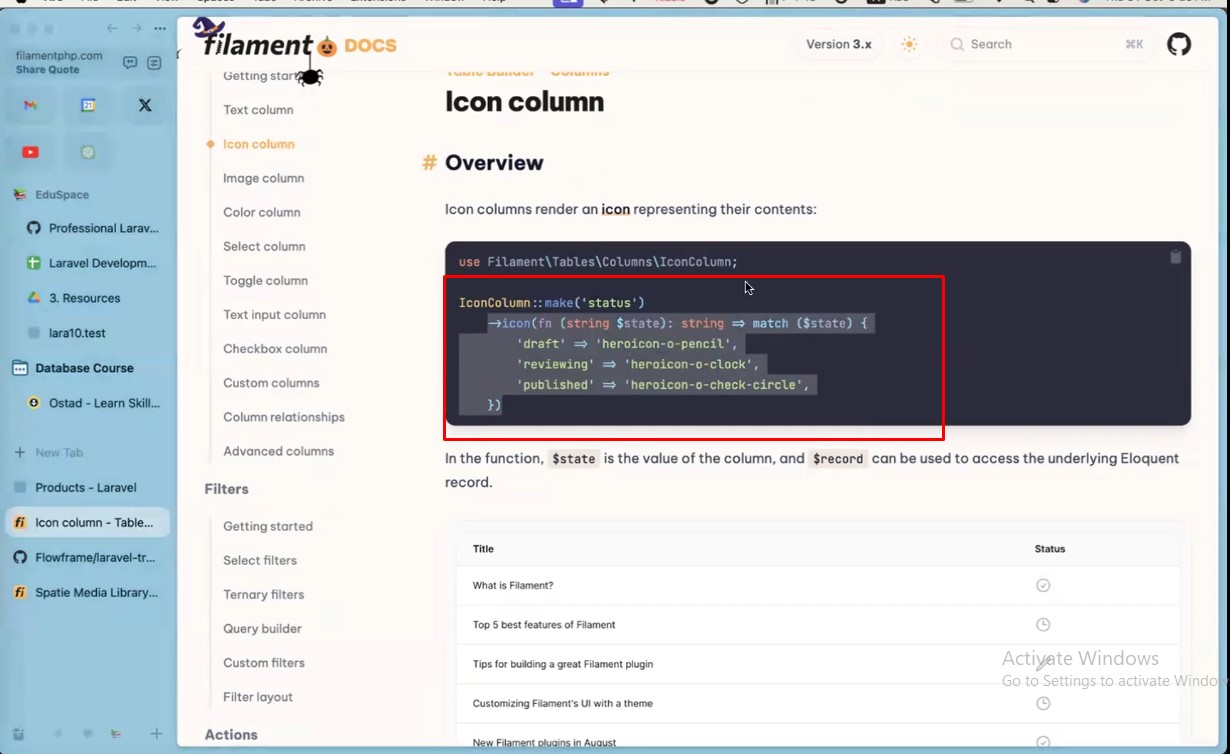 filamentphp.com
Share Quote
EduSpace
Professional Larav...
Laravel Developm...
3. Resources
lara10.test
Database Course
Ostad - Learn Skill...
New Tab
Products - Laravel
Icon column - Table...
Flowframe/laravel-tr...
Spatie Media Library...
filament DOCS
Version 3.x
Search
⌘K
Text column
Icon column
Image column
Color column
Select column
Toggle column
Text input column
Checkbox column
Custom columns
Column relationships
Advanced columns
Filters
Getting started
Select filters
Ternary filters
Query builder
Custom filters
Filter layout
Actions
Table Builder - Columns
Icon column
# Overview
Icon columns render an icon representing their contents:
use Filament\Tables\Columns\IconColumn;
IconColumn::make('status')
->icon(fn (string $state): string => match ($state) {
'draft' => 'heroicon-o-pencil',
'reviewing' => 'heroicon-o-clock',
'published' => 'heroicon-o-check-circle',
})
In the function, $state is the value of the column, and $record can be used to access the underlying Eloquent
record.
Title Status
What is Filament?
Top 5 best features of Filament
Tips for building a great Filament plugin
Customizing Filament's UI with a theme
New Filament plugins in August
Activate Windows
Go to Settings to activate Window